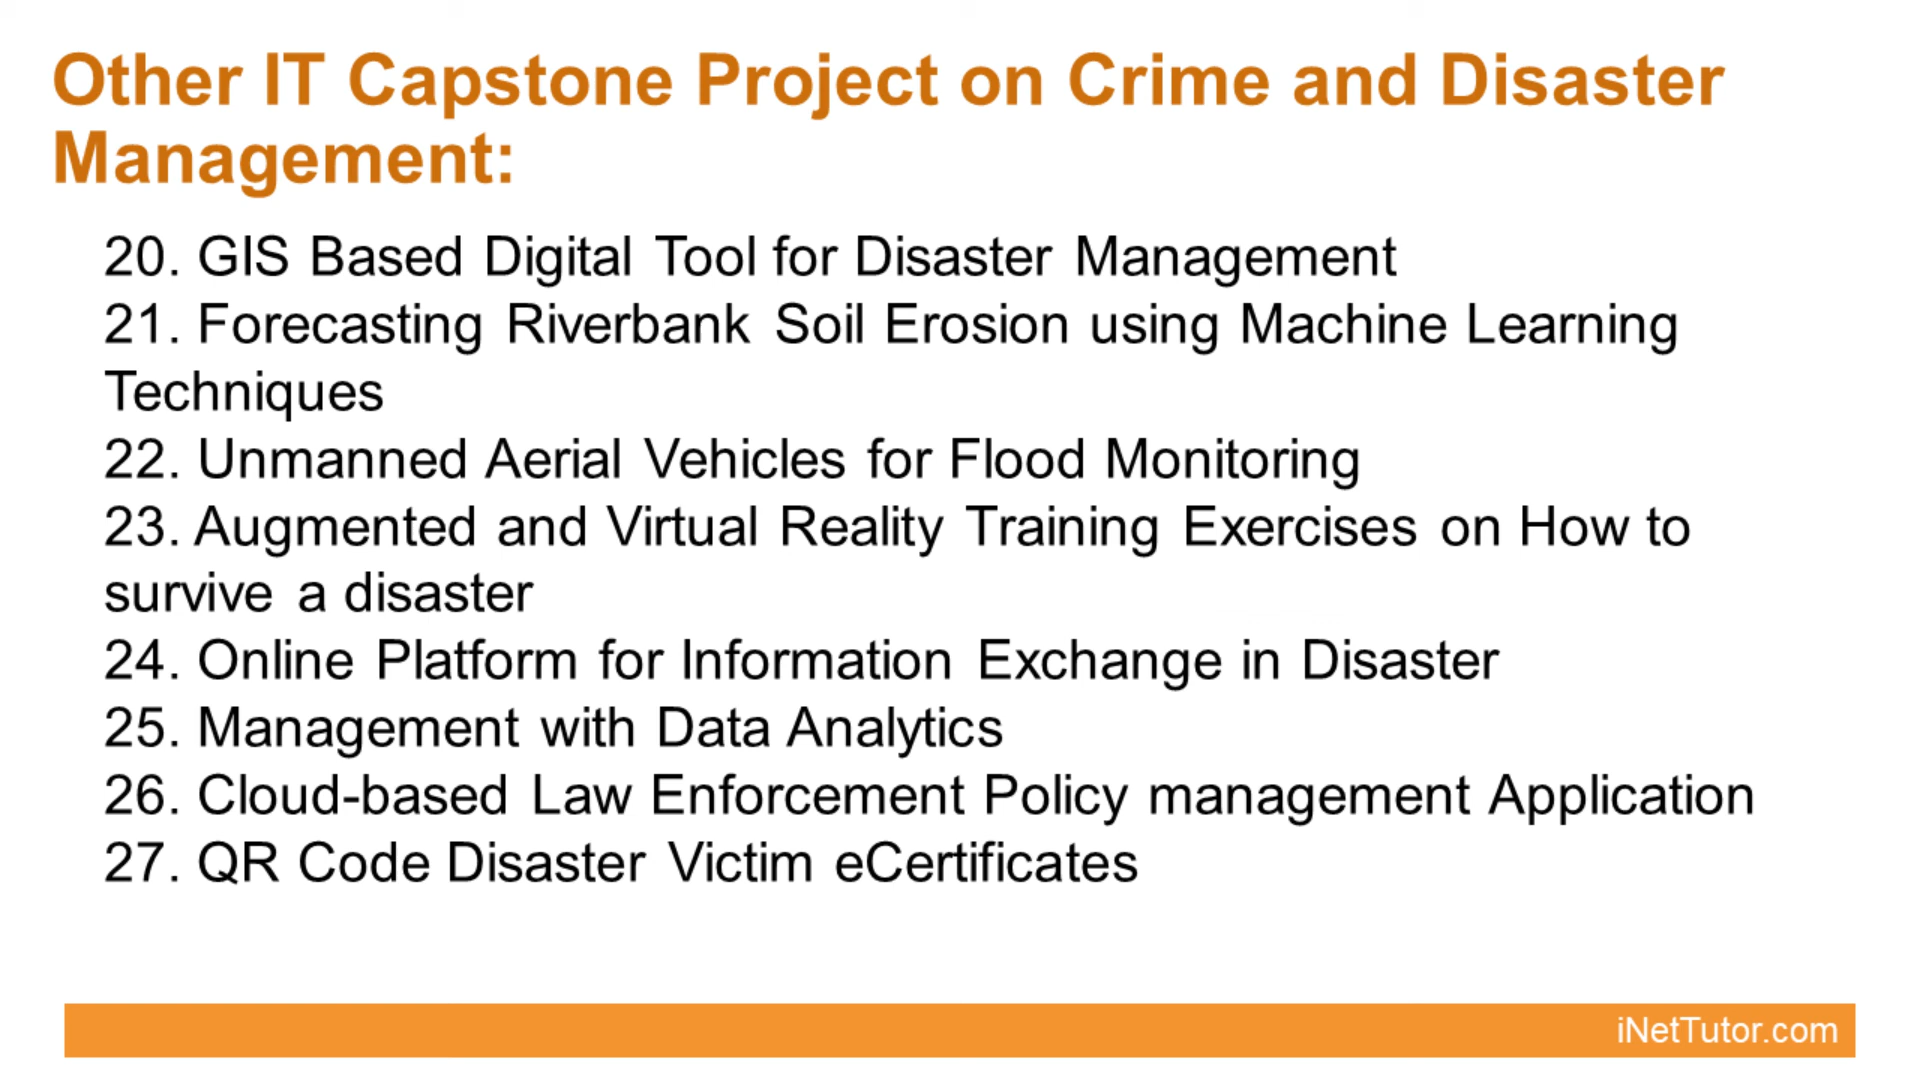 Other IT Capstone Project on Crime and Disaster
Management:
20. GIS Based Digital Tool for Disaster Management
21. Forecasting Riverbank Soil Erosion using Machine Learning
Techniques
22. Unmanned Aerial Vehicles for Flood Monitoring
23. Augmented and Virtual Reality Training Exercises on How to
survive a disaster
24. Online Platform for Information Exchange in Disaster
25. Management with Data Analytics
26. Cloud-based Law Enforcement Policy management Application
27. QR Code Disaster Victim eCertificates
iNetTutor.com